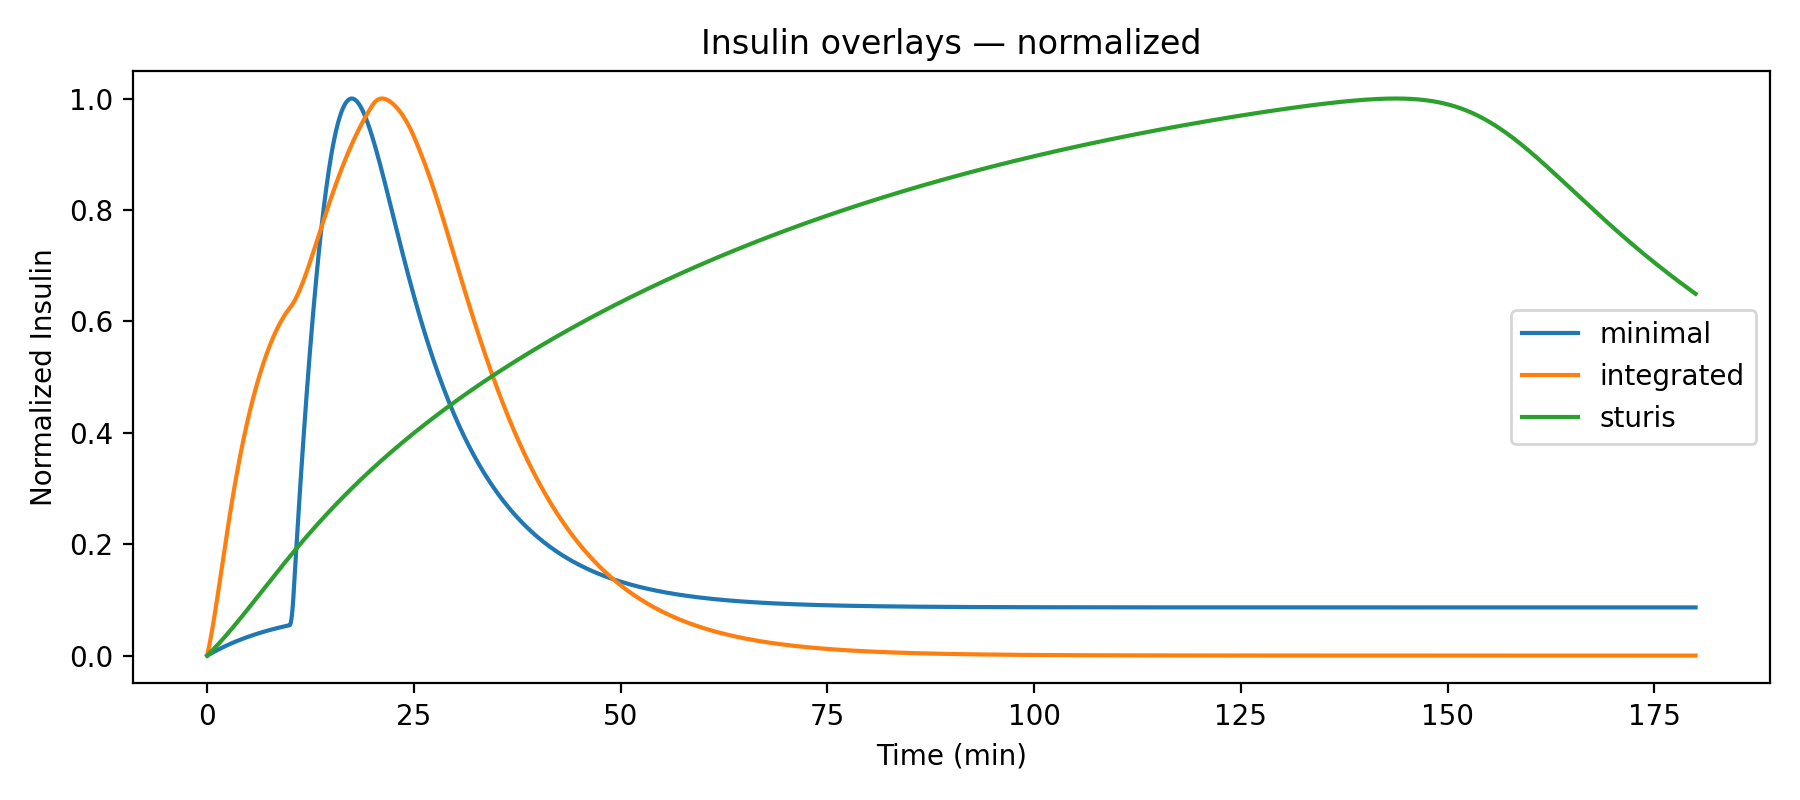 Insulin overlays — normalized
1.0
0.8
0.6
0.4
0.2
0.0
Normalized Insulin
minimal
integrated
sturis
0 25 50 75 100 125 150 175
Time (min)